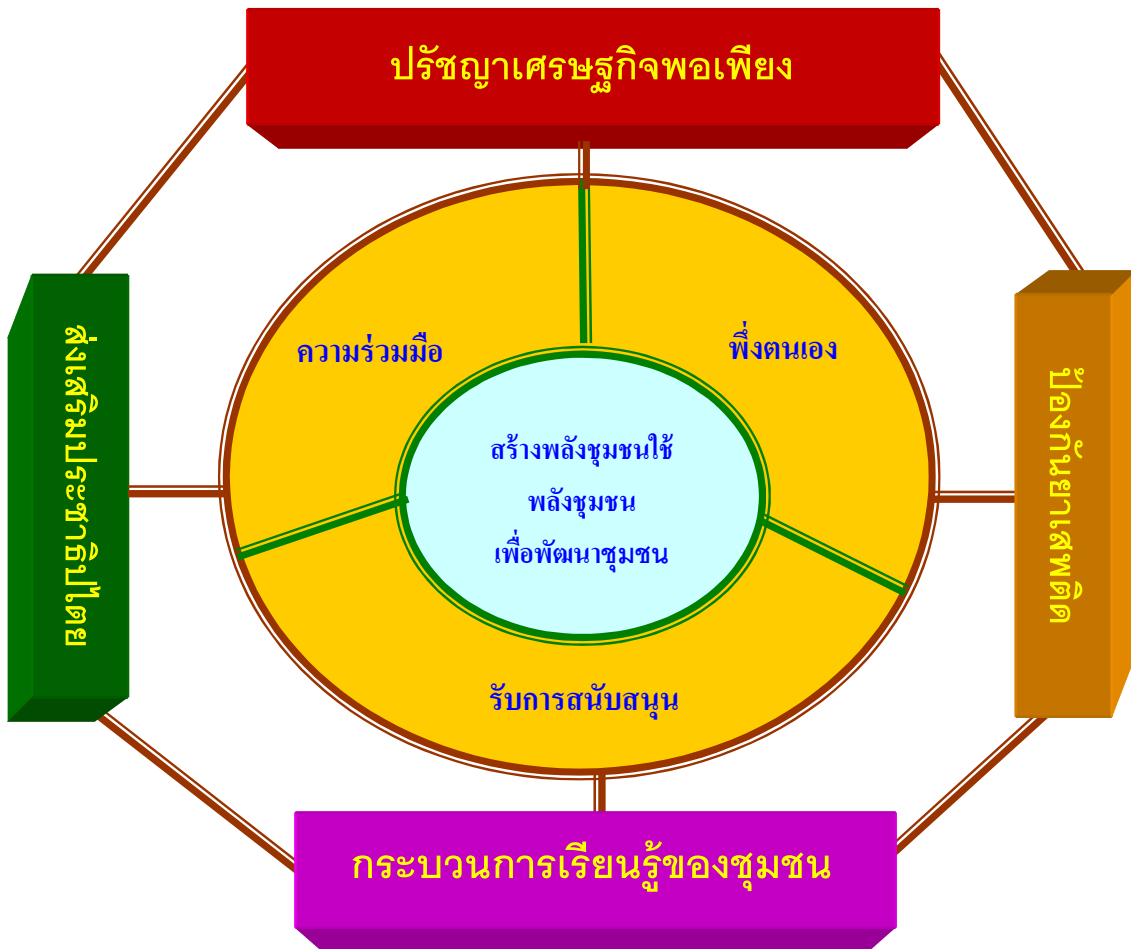 ปรัชญาเศรษฐกิจพอเพียง
ส่งเสริมประชาธิปไตย
ความร่วมมือ
พึ่งตนเอง
ป้องกันยาเสพติด
สร้างพลังชุมชนใช้
พลังชุมชน
เพื่อพัฒนาชุมชน
รับการสนับสนุน
กระบวนการเรียนรู้ของชุมชน